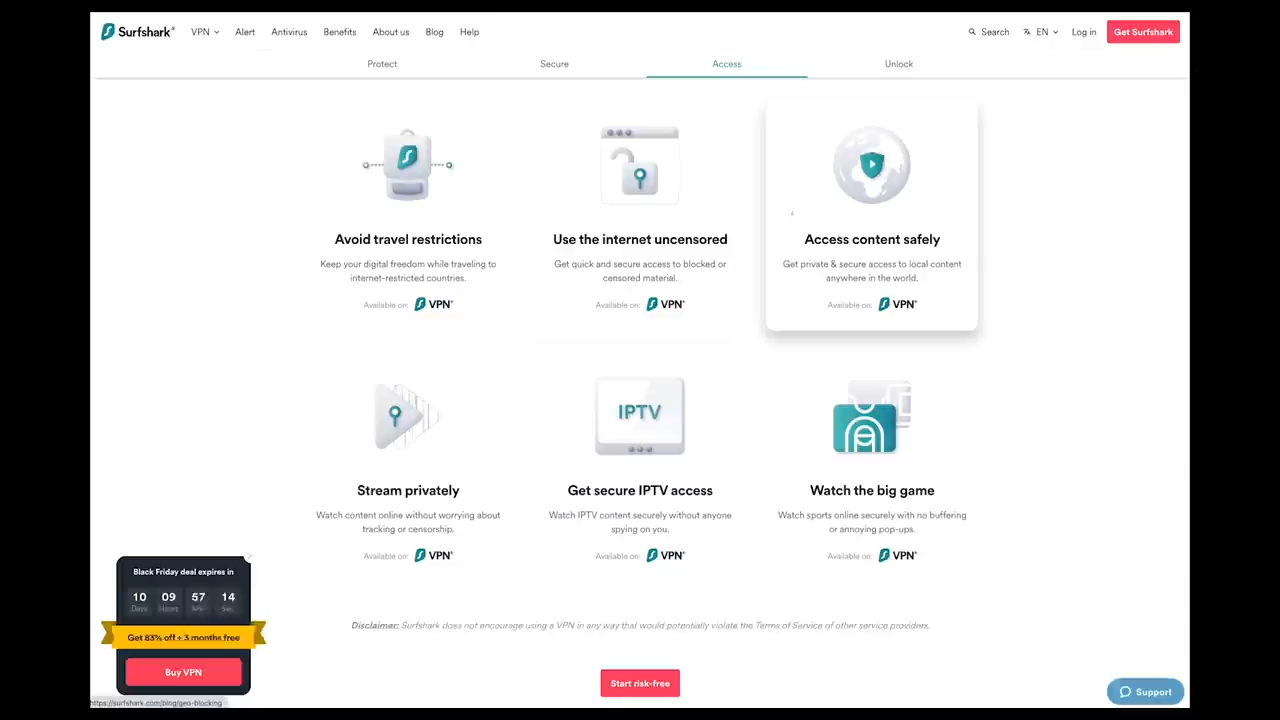 Surfshark®
VPN
Alert
Antivirus
Benefits
About us
Blog
Help
Search
EN
Log in
Get Surfshark
Protect
Secure
Access
Unlock
Avoid travel restrictions
Keep your digital freedom while traveling to
internet-restricted countries.
Available on: VPN®
Use the internet uncensored
Get quick and secure access to blocked or
censored material.
Available on: VPN®
Access content safely
Get private & secure access to local content
anywhere in the world.
Available on: VPN®
Stream privately
Watch content online without worrying about
tracking or censorship.
Available on: VPN®
IPTV
Get secure IPTV access
Watch IPTV content securely without anyone
spying on you.
Available on: VPN®
Watch the big game
Watch sports online securely with no buffering
or annoying pop-ups.
Available on: VPN®
Black Friday deal expires in
10 09 57 14
Days Hours Min Sec
Get 83% off + 3 months free
Buy VPN
Disclaimer: Surfshark does not encourage using a VPN in any way that would potentially violate the Terms of Service of other service providers.
Start risk-free
Support
https://surfshark.com/blog/geo-blocking